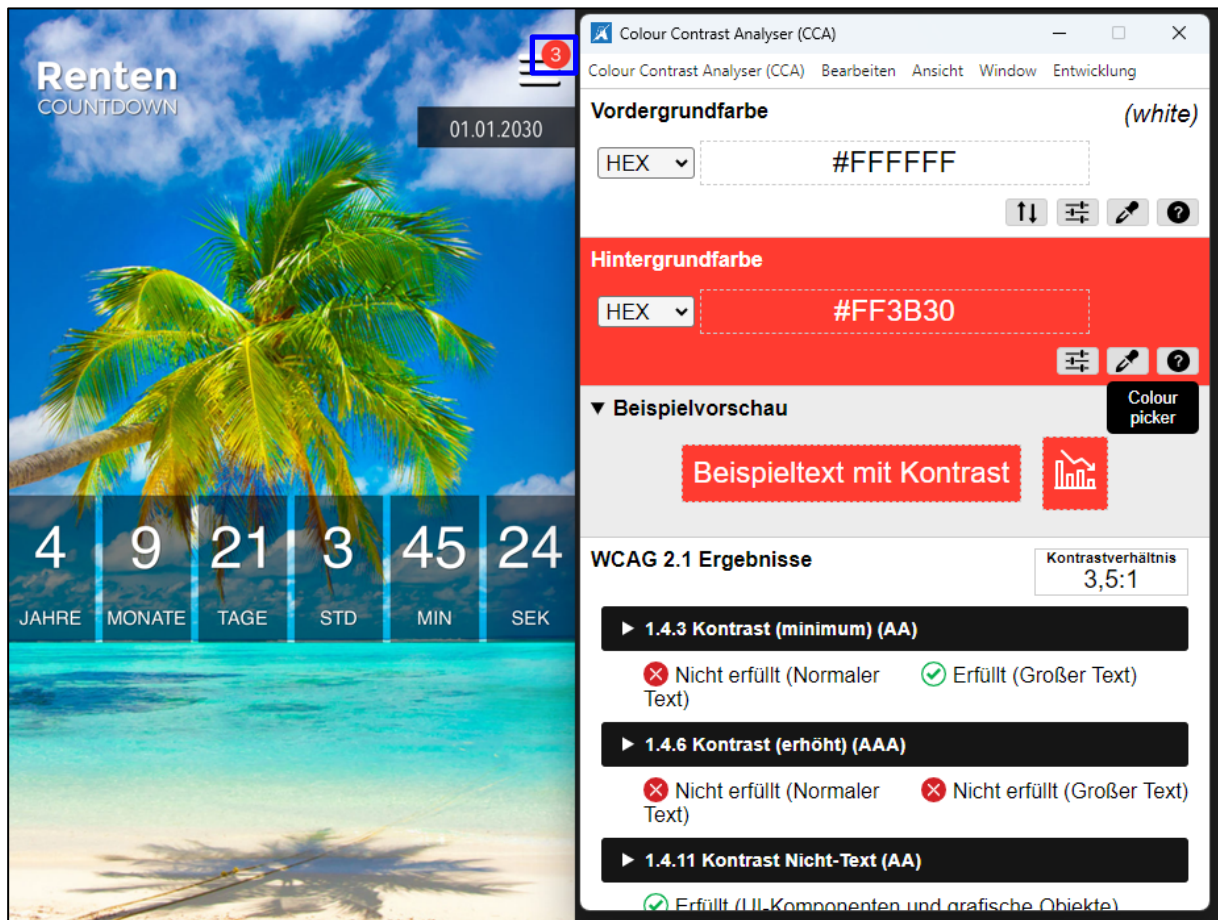 Renten
COUNTDOWN
3
01.01.2030
4 9 21 3 45 24
JAHRE MONATE TAGE STD MIN SEK
Colour Contrast Analyser (CCA)
Colour Contrast Analyser (CCA) Bearbeiten Ansicht Window Entwicklung
Vordergrundfarbe (white)
HEX #FFFFFF
Hintergrundfarbe
HEX #FF3B30
Beispielvorschau
Colour
picker
Beispieltext mit Kontrast
WCAG 2.1 Ergebnisse
Kontrastverhältnis
3,5:1
1.4.3 Kontrast (minimum) (AA)
Nicht erfüllt (Normaler Text) Erfüllt (Großer Text)
1.4.6 Kontrast (erhöht) (AAA)
Nicht erfüllt (Normaler Text) Nicht erfüllt (Großer Text)
1.4.11 Kontrast Nicht-Text (AA)
Erfüllt (UI-Komponenten und grafische Objekte)